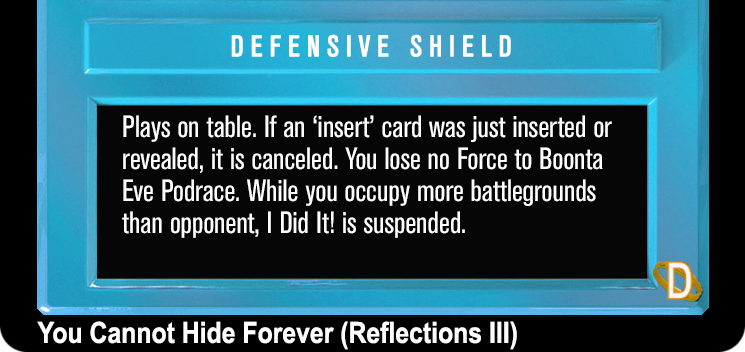 DEFENSIVE SHIELD
Plays on table. If an ‘insert’ card was just inserted or
revealed, it is canceled. You lose no Force to Boonta
Eve Podrace. While you occupy more battlegrounds
than opponent, I Did It! is suspended.
D
You Cannot Hide Forever (Reflections III)